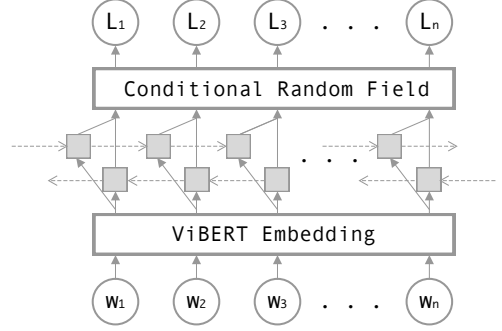 L1 L2 L3 . . . Ln
Conditional Random Field
. . .
ViBERT Embedding
w1 w2 w3 . . . wn